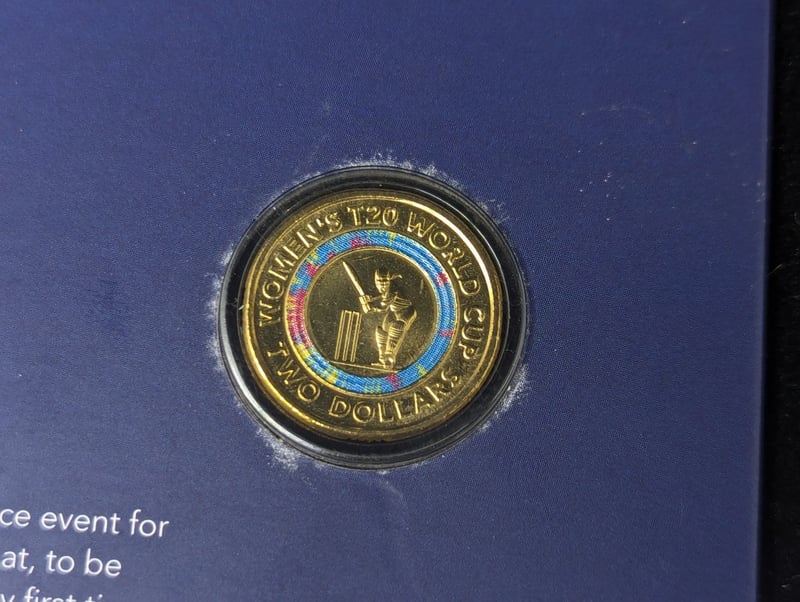 WOMEN'S T20 WORLD CUP
TWO DOLLARS
ce event for
at, to be